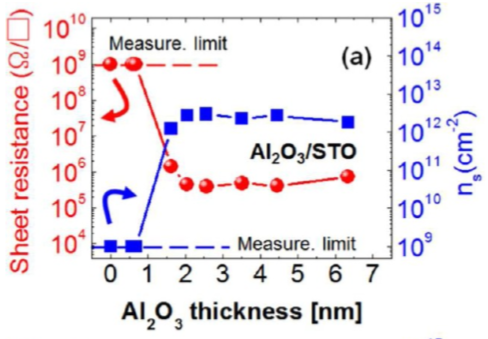 Sheet resistance (Ω/□)
10^10
10^9
10^8
10^7
10^6
10^5
10^4
Measure. limit
(a)
Al₂O₃/STO
Measure. limit
10^15
10^14
10^13
10^12
10^11
10^10
10^9
nₛ(cm⁻²)
0 1 2 3 4 5 6 7
Al₂O₃ thickness [nm]